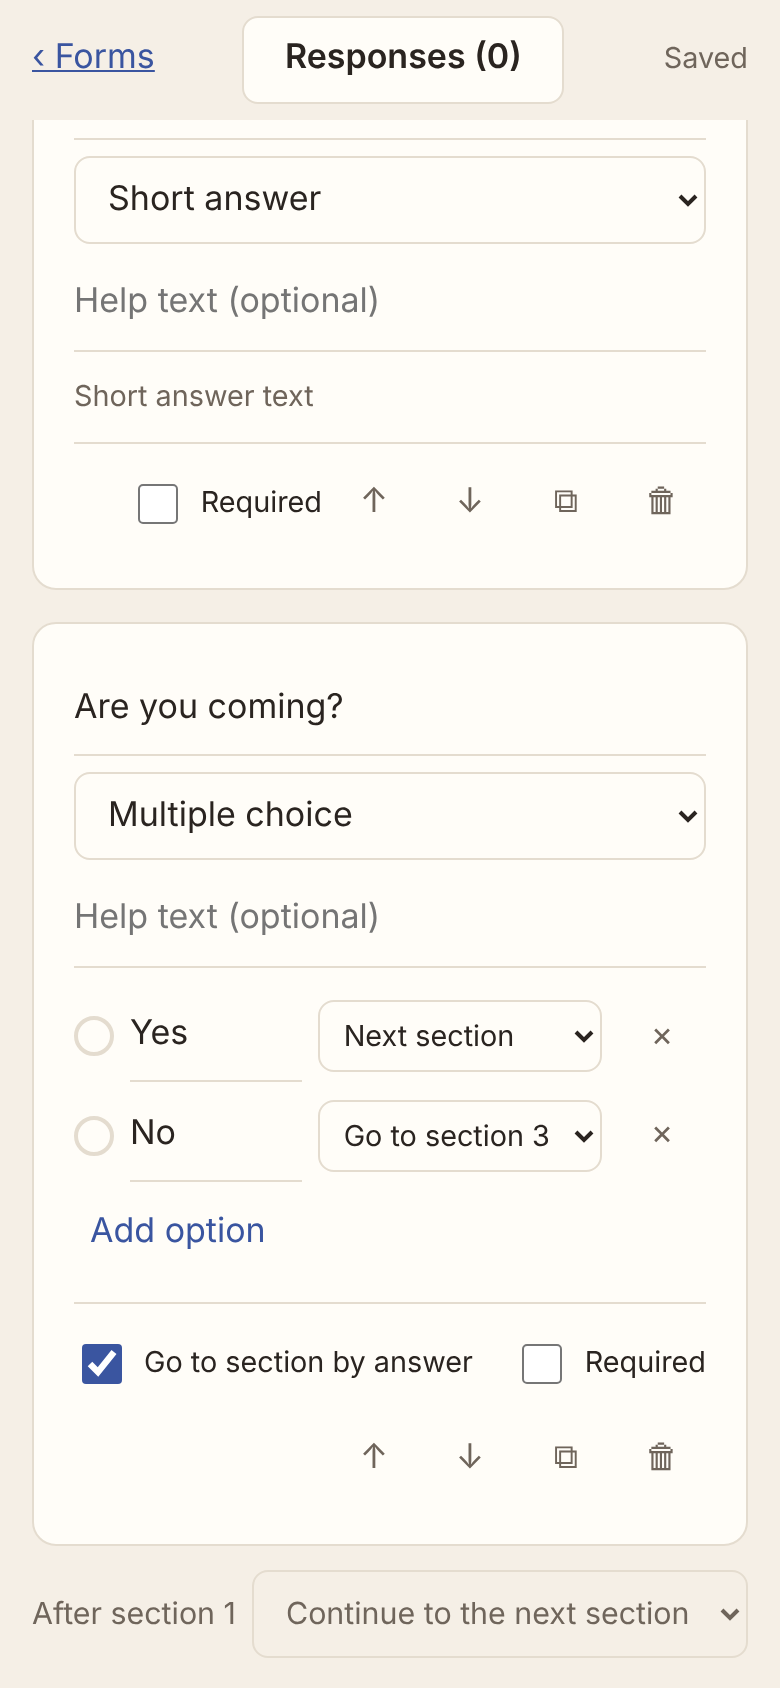 ‹ Forms
Responses (0)
Saved
Short answer
Help text (optional)
Short answer text
Required
Are you coming?
Multiple choice
Help text (optional)
Yes
Next section
No
Go to section 3
Add option
Go to section by answer
Required
After section 1
Continue to the next section